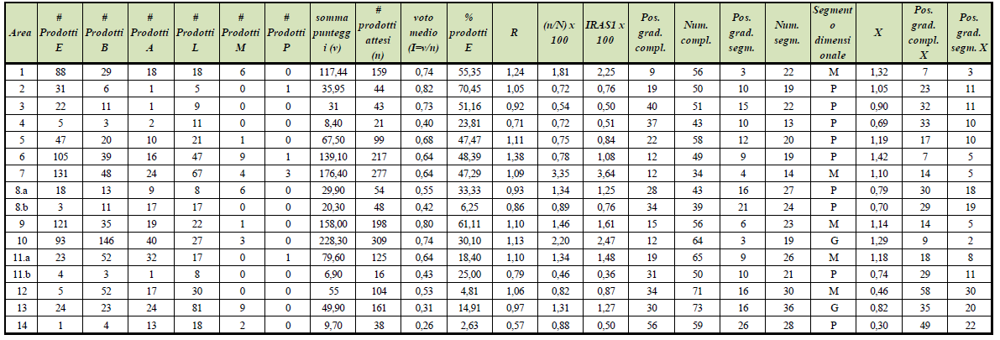 Area # Prodotti E # Prodotti B # Prodotti A # Prodotti L # Prodotti M # Prodotti P somma punteggi (v) # prodotti attesi (n) voto medio (I=v/n) % prodotti E R (n/N) x 100 IRAS1 x 100 Pos. grad. compl. Num. compl. Pos. grad. segm. Num. segm. Segmento dimensionale X Pos. grad. compl. X Pos. grad. segm. X
1 88 29 18 18 6 0 117,44 159 0,74 55,35 1,24 1,81 2,25 9 56 3 22 M 1,32 7 3
2 31 6 1 5 0 1 35,95 44 0,82 70,45 1,05 0,72 0,76 19 50 10 19 P 1,05 23 11
3 22 11 1 9 0 0 31 43 0,73 51,16 0,92 0,54 0,50 40 51 15 22 P 0,90 32 11
4 5 3 2 11 0 0 8,40 21 0,40 23,81 0,71 0,72 0,51 37 43 10 13 P 0,69 33 10
5 47 20 10 21 1 0 67,50 99 0,68 47,47 1,11 0,75 0,84 22 58 12 20 P 1,19 17 10
6 105 39 16 47 9 1 139,10 217 0,64 48,39 1,38 0,78 1,08 12 49 9 19 P 1,42 7 5
7 131 48 24 67 4 3 176,40 277 0,64 47,29 1,09 3,35 3,64 12 34 4 14 M 1,10 14 5
8.a 18 13 9 8 6 0 29,90 54 0,55 33,33 0,93 1,34 1,25 28 43 16 27 P 0,79 30 18
8.b 3 11 17 17 0 0 20,30 48 0,42 6,25 0,86 0,89 0,76 34 39 21 24 P 0,70 29 19
9 121 35 19 22 1 0 158,00 198 0,80 61,11 1,10 1,46 1,61 15 56 6 23 M 1,14 14 5
10 93 146 40 27 3 0 228,30 309 0,74 30,10 1,13 2,20 2,47 12 64 3 19 G 1,29 9 2
11.a 23 52 32 17 0 1 79,60 125 0,64 18,40 1,10 1,34 1,48 19 65 9 26 M 1,18 18 8
11.b 4 3 1 8 0 0 6,90 16 0,43 25,00 0,79 0,46 0,36 31 50 10 21 P 0,74 29 11
12 5 52 17 30 0 0 55 104 0,53 4,81 1,06 0,82 0,87 34 71 16 30 M 0,46 58 30
13 24 23 24 81 9 0 49,90 161 0,31 14,91 0,97 1,31 1,27 30 73 16 36 G 0,82 35 20
14 1 4 13 18 2 0 9,70 38 0,26 2,63 0,57 0,88 0,50 56 59 26 28 P 0,30 49 22